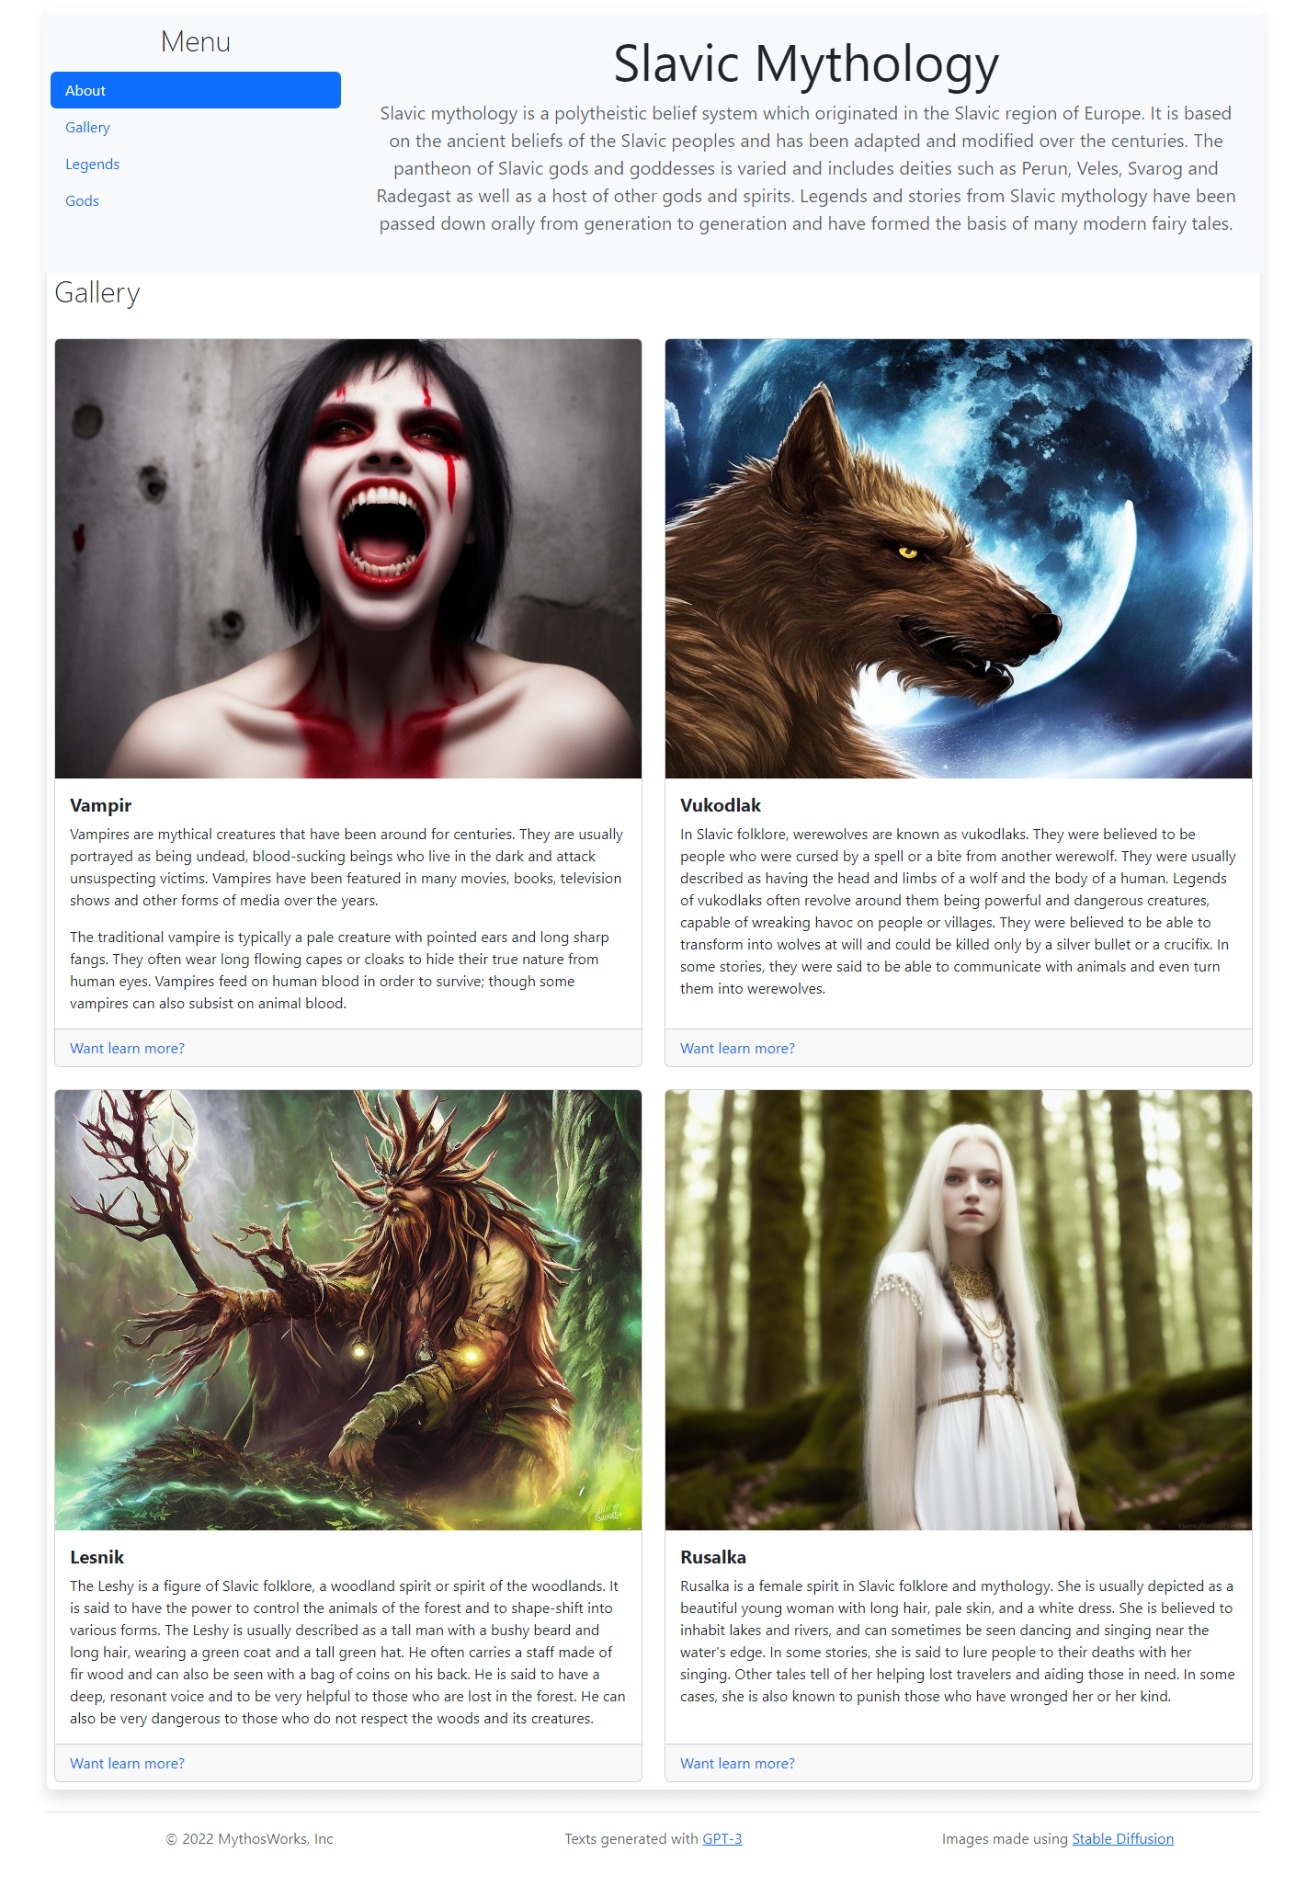 Menu
About
Gallery
Legends
Gods
Slavic Mythology
Slavic mythology is a polytheistic belief system which originated in the Slavic region of Europe. It is based
on the ancient beliefs of the Slavic peoples and has been adapted and modified over the centuries. The
pantheon of Slavic gods and goddesses is varied and includes deities such as Perun, Veles, Svarog and
Radegast as well as a host of other gods and spirits. Legends and stories from Slavic mythology have been
passed down orally from generation to generation and have formed the basis of many modern fairy tales.
Gallery
Vampir
Vampires are mythical creatures that have been around for centuries. They are usually
portrayed as being undead, blood-sucking beings who live in the dark and attack
unsuspecting victims. Vampires have been featured in many movies, books, television
shows and other forms of media over the years.
The traditional vampire is typically a pale creature with pointed ears and long sharp
fangs. They often wear long flowing capes or cloaks to hide their true nature from
human eyes. Vampires feed on human blood in order to survive; though some
vampires can also subsist on animal blood.
Want learn more?
Vukodlak
In Slavic folklore, werewolves are known as vukodlaks. They were believed to be
people who were cursed by a spell or a bite from another werewolf. They were usually
described as having the head and limbs of a wolf and the body of a human. Legends
of vukodlaks often revolve around them being powerful and dangerous creatures,
capable of wreaking havoc on people or villages. They were believed to be able to
transform into wolves at will and could be killed only by a silver bullet or a crucifix. In
some stories, they were said to be able to communicate with animals and even turn
them into werewolves.
Want learn more?
Lesnik
The Leshy is a figure of Slavic folklore, a woodland spirit or spirit of the woodlands. It
is said to have the power to control the animals of the forest and to shape-shift into
various forms. The Leshy is usually described as a tall man with a bushy beard and
long hair, wearing a green coat and a tall green hat. He often carries a staff made of
fir wood and can also be seen with a bag of coins on his back. He is said to have a
deep, resonant voice and to be very helpful to those who are lost in the forest. He can
also be very dangerous to those who do not respect the woods and its creatures.
Want learn more?
Rusalka
Rusalka is a female spirit in Slavic folklore and mythology. She is usually depicted as a
beautiful young woman with long hair, pale skin, and a white dress. She is believed to
inhabit lakes and rivers, and can sometimes be seen dancing and singing near the
water's edge. In some stories, she is said to lure people to their deaths with her
singing. Other tales tell of her helping lost travelers and aiding those in need. In some
cases, she is also known to punish those who have wronged her or her kind.
Want learn more?
© 2022 MythosWorks, Inc
Texts generated with GPT-3
Images made using Stable Diffusion